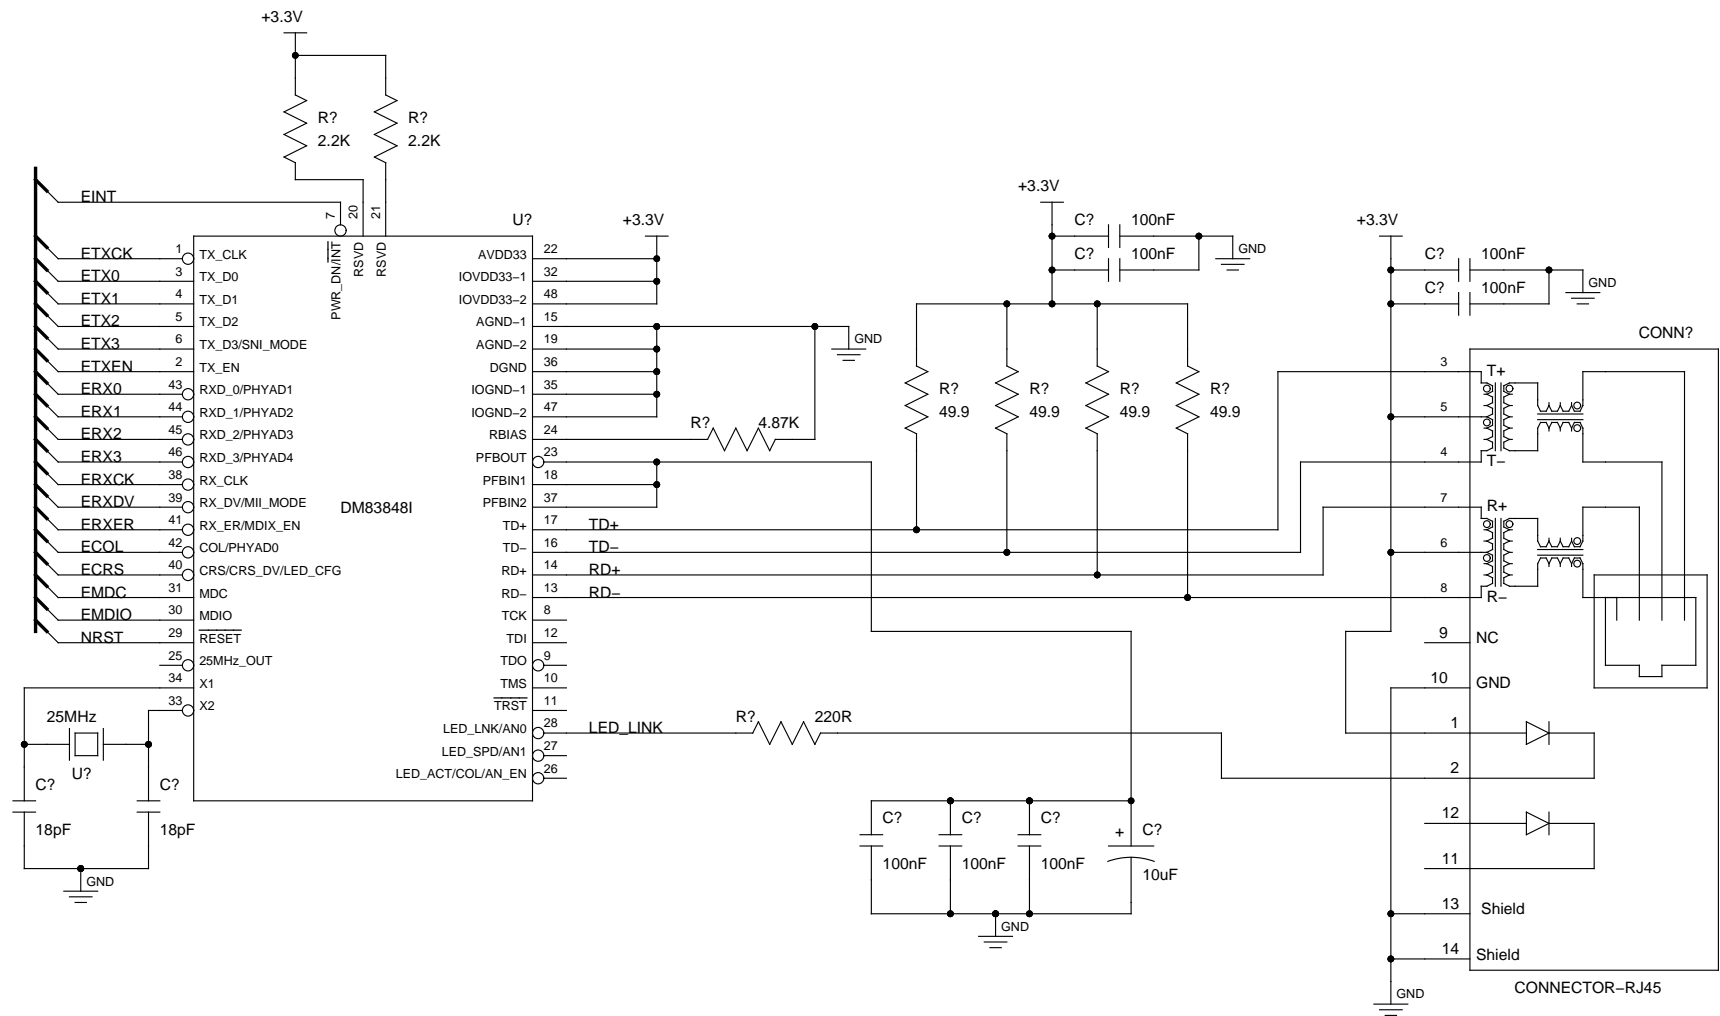 +3.3V
R?
2.2K
R?
2.2K
EINT
7
20
21
U?
+3.3V
PWR_DN/INT
RSVD
RSVD
ETXCK 1 TX_CLK
ETX0 3 TX_D0
ETX1 4 TX_D1
ETX2 5 TX_D2
ETX3 6 TX_D3/SNI_MODE
ETXEN 2 TX_EN
ERX0 43 RXD_0/PHYAD1
ERX1 44 RXD_1/PHYAD2
ERX2 45 RXD_2/PHYAD3
ERX3 46 RXD_3/PHYAD4
ERXCK 38 RX_CLK
ERXDV 39 RX_DV/MII_MODE
ERXER 41 RX_ER/MDIX_EN
ECOL 42 COL/PHYAD0
ECRS 40 CRS/CRS_DV/LED_CFG
EMDC 31 MDC
EMDIO 30 MDIO
NRST 29 RESET
25 25MHz_OUT
34 X1
33 X2
DM83848I
AVDD33 22
IOVDD33−1 32
IOVDD33−2 48
AGND−1 15
AGND−2 19
DGND 36
IOGND−1 35
IOGND−2 47
RBIAS 24
PFBOUT 23
PFBIN1 18
PFBIN2 37
TD+ 17 TD+
TD− 16 TD−
RD+ 14 RD+
RD− 13 RD−
TCK 8
TDI 12
TDO 9
TMS 10
TRST 11
LED_LNK/AN0 28 LED_LINK
LED_SPD/AN1 27
LED_ACT/COL/AN_EN 26
GND
R? 4.87K
R? 220R
25MHz
U?
C?
18pF
C?
18pF
GND
+3.3V
C? 100nF
C? 100nF
GND
R?
49.9
R?
49.9
R?
49.9
R?
49.9
C?
100nF
C?
100nF
C?
100nF
+ C?
10uF
GND
+3.3V
C? 100nF
C? 100nF
GND
CONN?
3 T+
5
4 T−
7 R+
6
8 R−
9 NC
10 GND
1
2
12
11
13 Shield
14 Shield
GND
CONNECTOR−RJ45